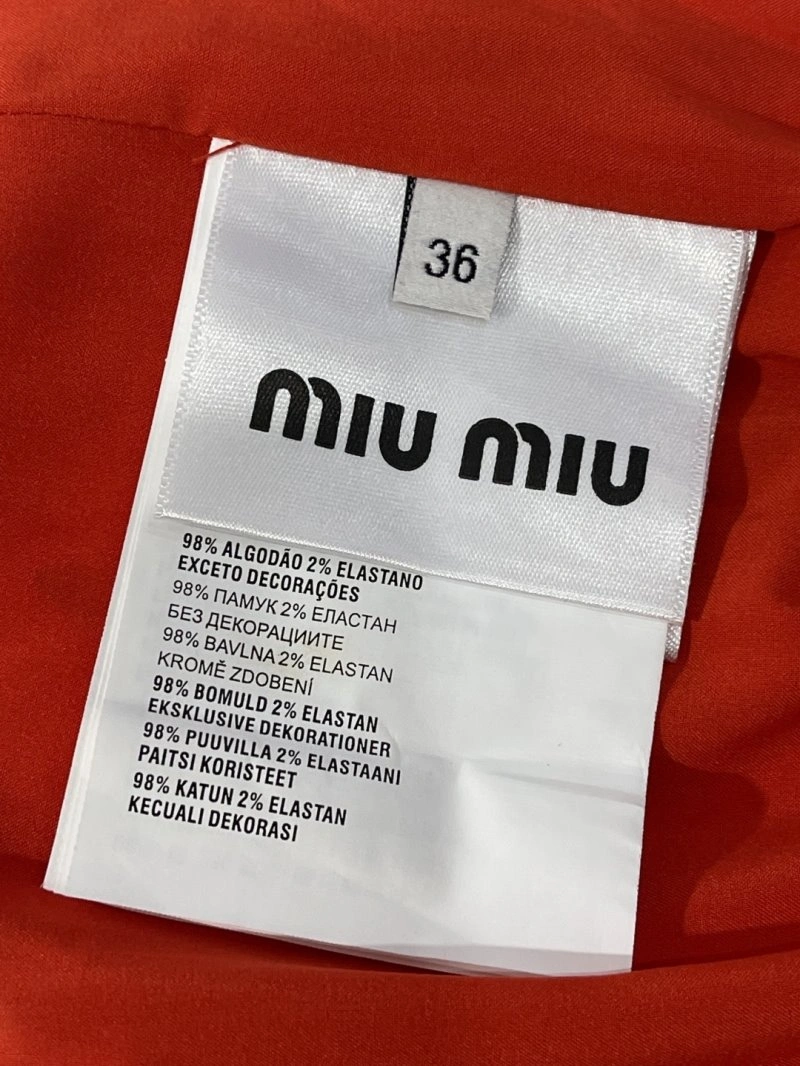 36
miu miu
98% ALGODÃO 2% ELASTANO
EXCETO DECORAÇÕES
98% ПАМУК 2% ЕЛАСТАН
БЕЗ ДЕКОРАЦИИТЕ
98% BAVLNA 2% ELASTAN
KROMĚ ZDOBENÍ
98% BOMULD 2% ELASTAN
EKSKLUSIVE DEKORATIONER
98% PUUVILLA 2% ELASTAANI
PAITSI KORISTEET
98% KATUN 2% ELASTAN
KECUALI DEKORASI